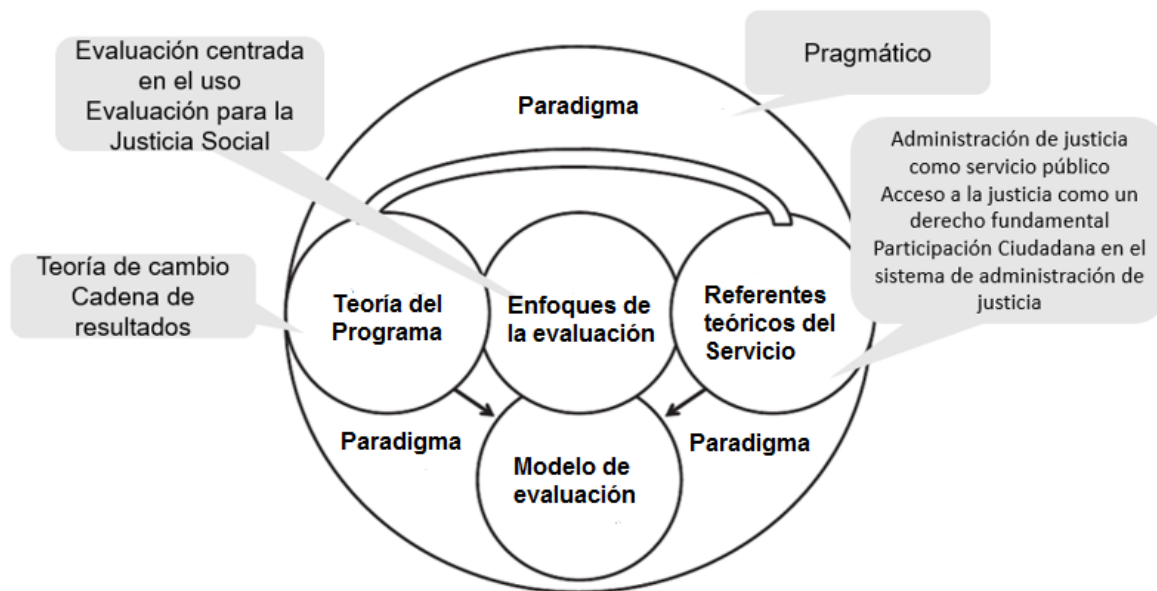 Evaluación centrada
en el uso
Evaluación para la
Justicia Social
Pragmático
Paradigma
Administración de justicia
como servicio público
Acceso a la justicia como un
derecho fundamental
Participación Ciudadana en el
sistema de administración de
justicia
Teoría de cambio
Cadena de
resultados
Teoría del
Programa
Enfoques de
la evaluación
Referentes
teóricos del
Servicio
Paradigma
Paradigma
Modelo de
evaluación